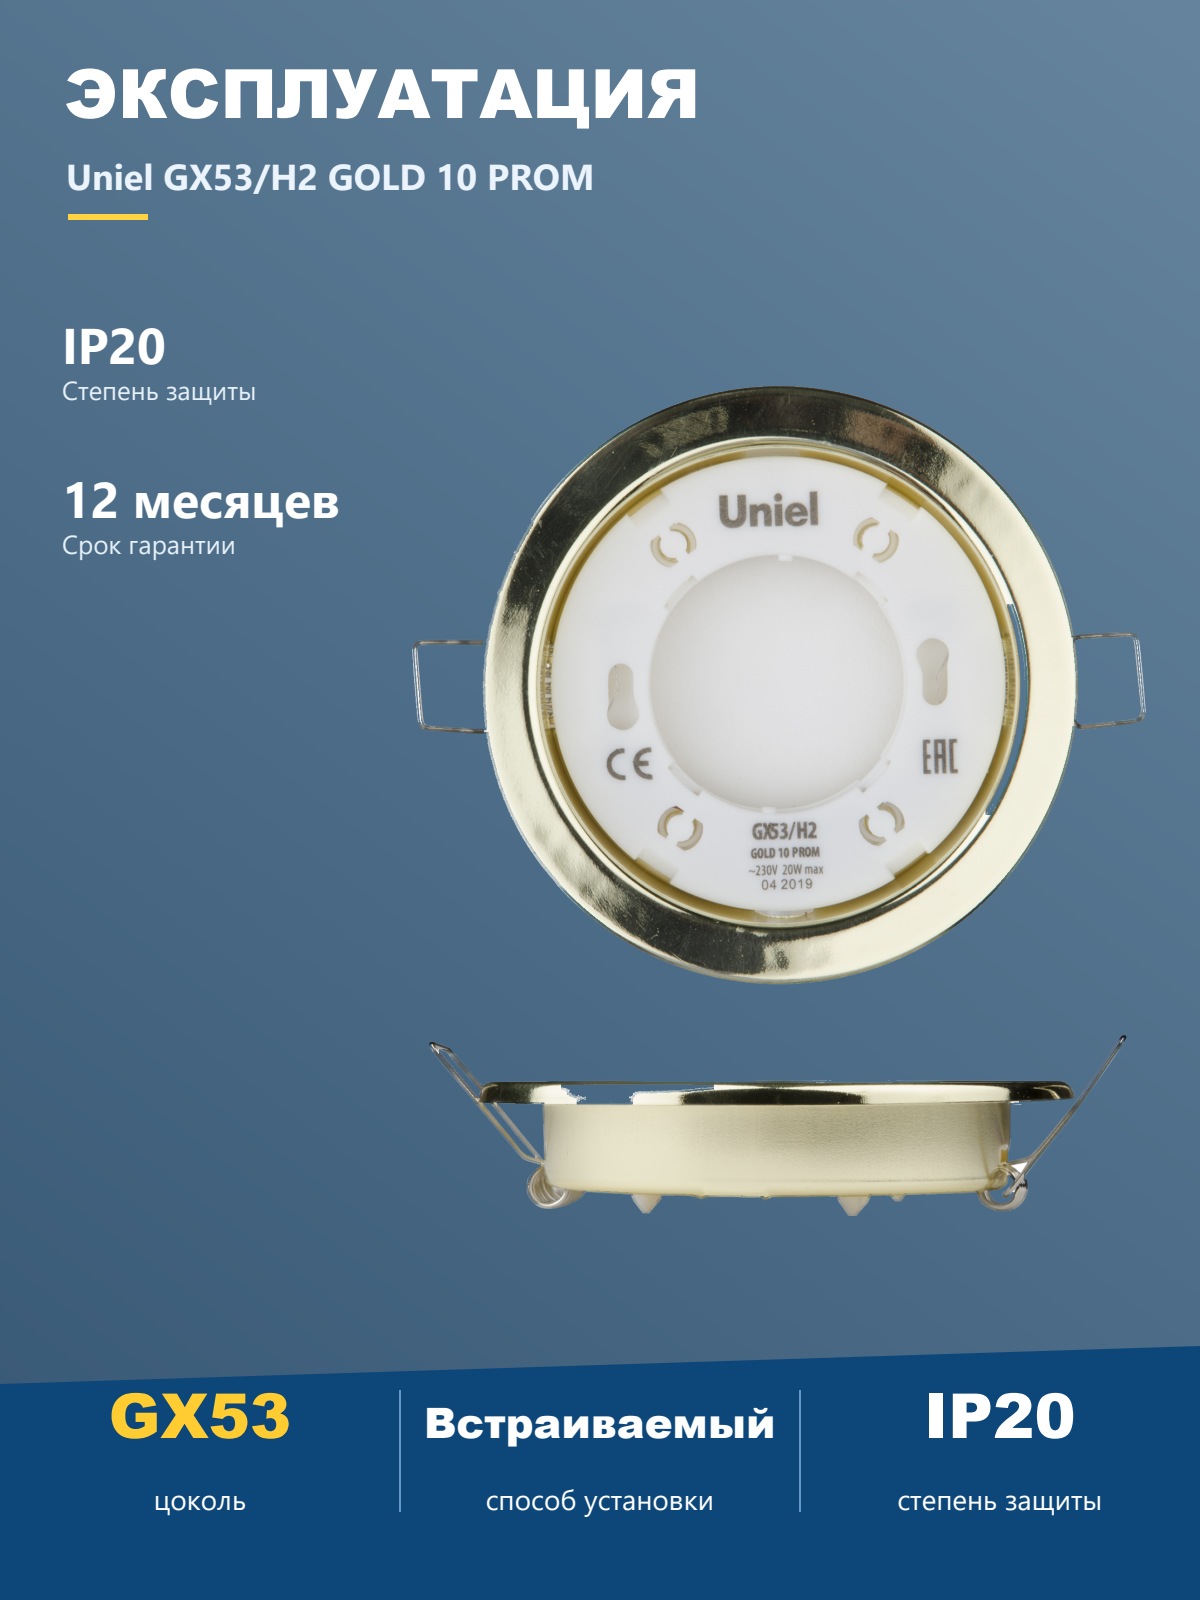 ЭКСПЛУАТАЦИЯ
Uniel GX53/H2 GOLD 10 PROM
IP20
Степень защиты
12 месяцев
Срок гарантии
Uniel
CE
EAC
GX53/H2
GOLD 10 PROM
~230V 20W max
04 2019
GX53
цоколь
Встраиваемый
способ установки
IP20
степень защиты